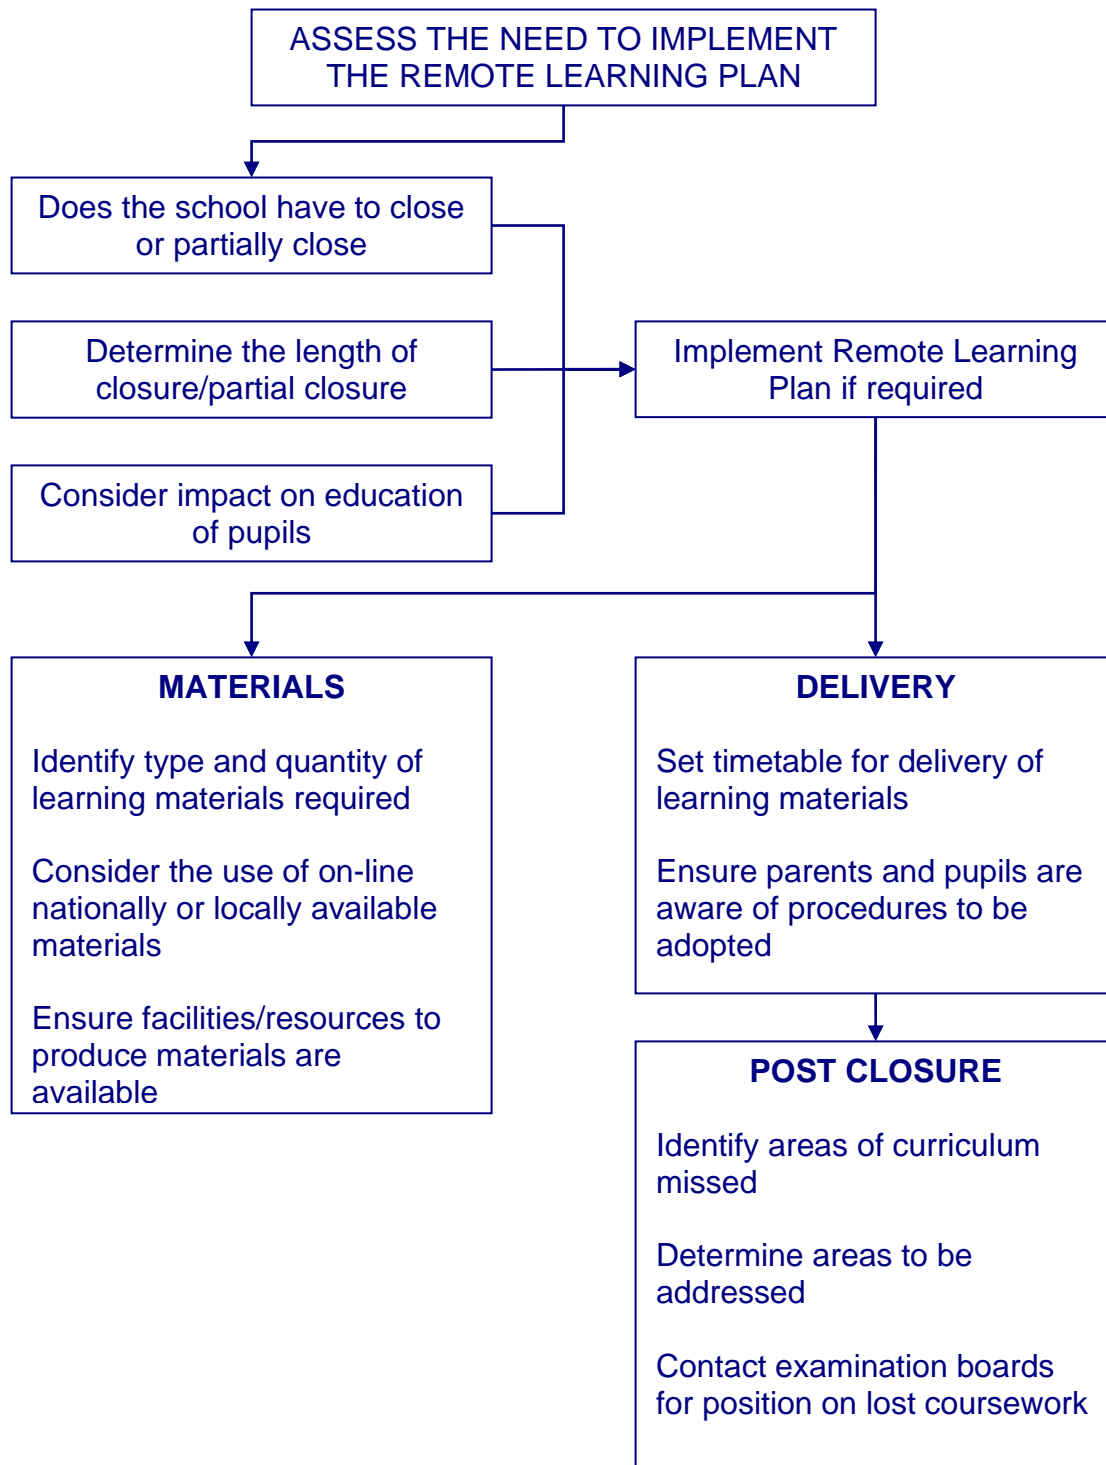 ASSESS THE NEED TO IMPLEMENT
THE REMOTE LEARNING PLAN
Does the school have to close
or partially close
Determine the length of
closure/partial closure
Implement Remote Learning
Plan if required
Consider impact on education
of pupils
MATERIALS
Identify type and quantity of
learning materials required
Consider the use of on-line
nationally or locally available
materials
Ensure facilities/resources to
produce materials are
available
DELIVERY
Set timetable for delivery of
learning materials
Ensure parents and pupils are
aware of procedures to be
adopted
POST CLOSURE
Identify areas of curriculum
missed
Determine areas to be
addressed
Contact examination boards
for position on lost coursework